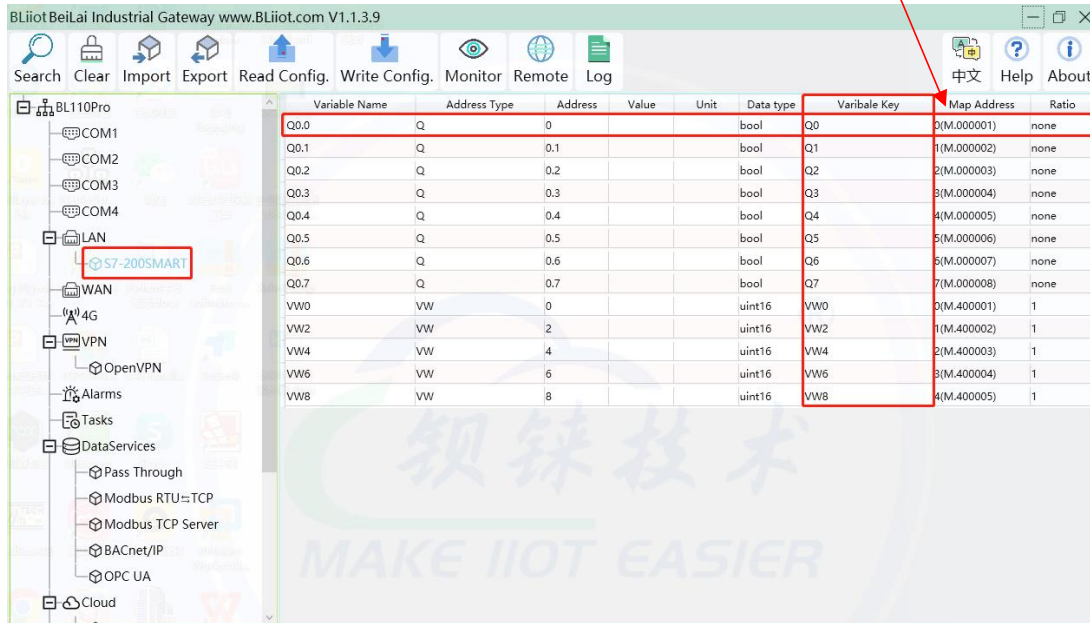 BLiiot BeiLai Industrial Gateway www.BLiiot.com V1.1.3.9
Search Clear Import Export Read Config. Write Config. Monitor Remote Log 中文 Help About
BL110Pro
COM1
COM2
COM3
COM4
LAN
S7-200SMART
WAN
4G
VPN
VPN
OpenVPN
Alarms
Tasks
DataServices
Pass Through
Modbus RTU⇆TCP
Modbus TCP Server
BACnet/IP
OPC UA
Cloud
Variable Name Address Type Address Value Unit Data type Varibale Key Map Address Ratio
Q0.0 Q 0 bool Q0 0(M.000001) none
Q0.1 Q 0.1 bool Q1 1(M.000002) none
Q0.2 Q 0.2 bool Q2 2(M.000003) none
Q0.3 Q 0.3 bool Q3 3(M.000004) none
Q0.4 Q 0.4 bool Q4 4(M.000005) none
Q0.5 Q 0.5 bool Q5 5(M.000006) none
Q0.6 Q 0.6 bool Q6 6(M.000007) none
Q0.7 Q 0.7 bool Q7 7(M.000008) none
VW0 VW 0 uint16 VW0 0(M.400001) 1
VW2 VW 2 uint16 VW2 1(M.400002) 1
VW4 VW 4 uint16 VW4 2(M.400003) 1
VW6 VW 6 uint16 VW6 3(M.400004) 1
VW8 VW 8 uint16 VW8 4(M.400005) 1
钡铼技术
MAKE IIOT EASIER